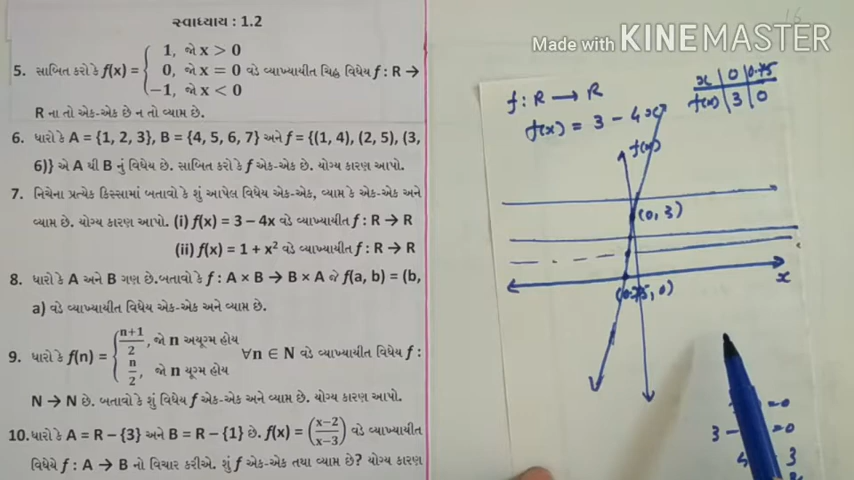 સ્વાધ્યાય : 1.2
5. સાબિત કરો કે f(x) = { 1, જો x > 0
0, જો x = 0 વડે વ્યાખ્યાયીત ચિહ્ન વિધેય f : R →
−1, જો x < 0
R ના તો એક-એક છે ન તો વ્યાપ્ત છે.
6. ધારો કે A = {1, 2, 3}, B = {4, 5, 6, 7} અને f = {(1, 4), (2, 5), (3,
6)} એ A થી B નું વિધેય છે. સાબિત કરો કે f એક-એક છે. યોગ્ય કારણ આપો.
7. નિચેના પ્રત્યેક કિસ્સામાં બતાવો કે શું આપેલ વિધેય એક-એક, વ્યાપ્ત કે એક-એક અને
વ્યાપ્ત છે. યોગ્ય કારણ આપો. (i) f(x) = 3 − 4x વડે વ્યાખ્યાયીત f : R → R
(ii) f(x) = 1 + x² વડે વ્યાખ્યાયીત f : R → R
8. ધારો કે A અને B ગણ છે.બતાવો કે f : A × B → B × A જે f(a, b) = (b,
a) વડે વ્યાખ્યાયીત વિધેય એક-એક અને વ્યાપ્ત છે.
9. ધારો કે f(n) = { n+1/2, જો n અયૂગ્મ હોય ∀n ∈ N વડે વ્યાખ્યાયીત વિધેય f :
n/2, જો n યૂગ્મ હોય
N → N છે. બતાવો કે શું વિધેય f એક-એક અને વ્યાપ્ત છે. યોગ્ય કારણ આપો.
10. ધારો કે A = R − {3} અને B = R − {1} છે. f(x) = (x−2/x−3) વડે વ્યાખ્યાયીત
વિધેયે f : A → B નો વિચાર કરીએ. શું f એક-એક તથા વ્યાપ્ત છે? યોગ્ય કારણ
Made with KINEMASTER
16
f : R → R
f(x) = 3 − 4x
x 0 0.75
f(x) 3 0
f(x)
(0, 3)
x
(0.75, 0)
= 0
3 − = 0
4 3